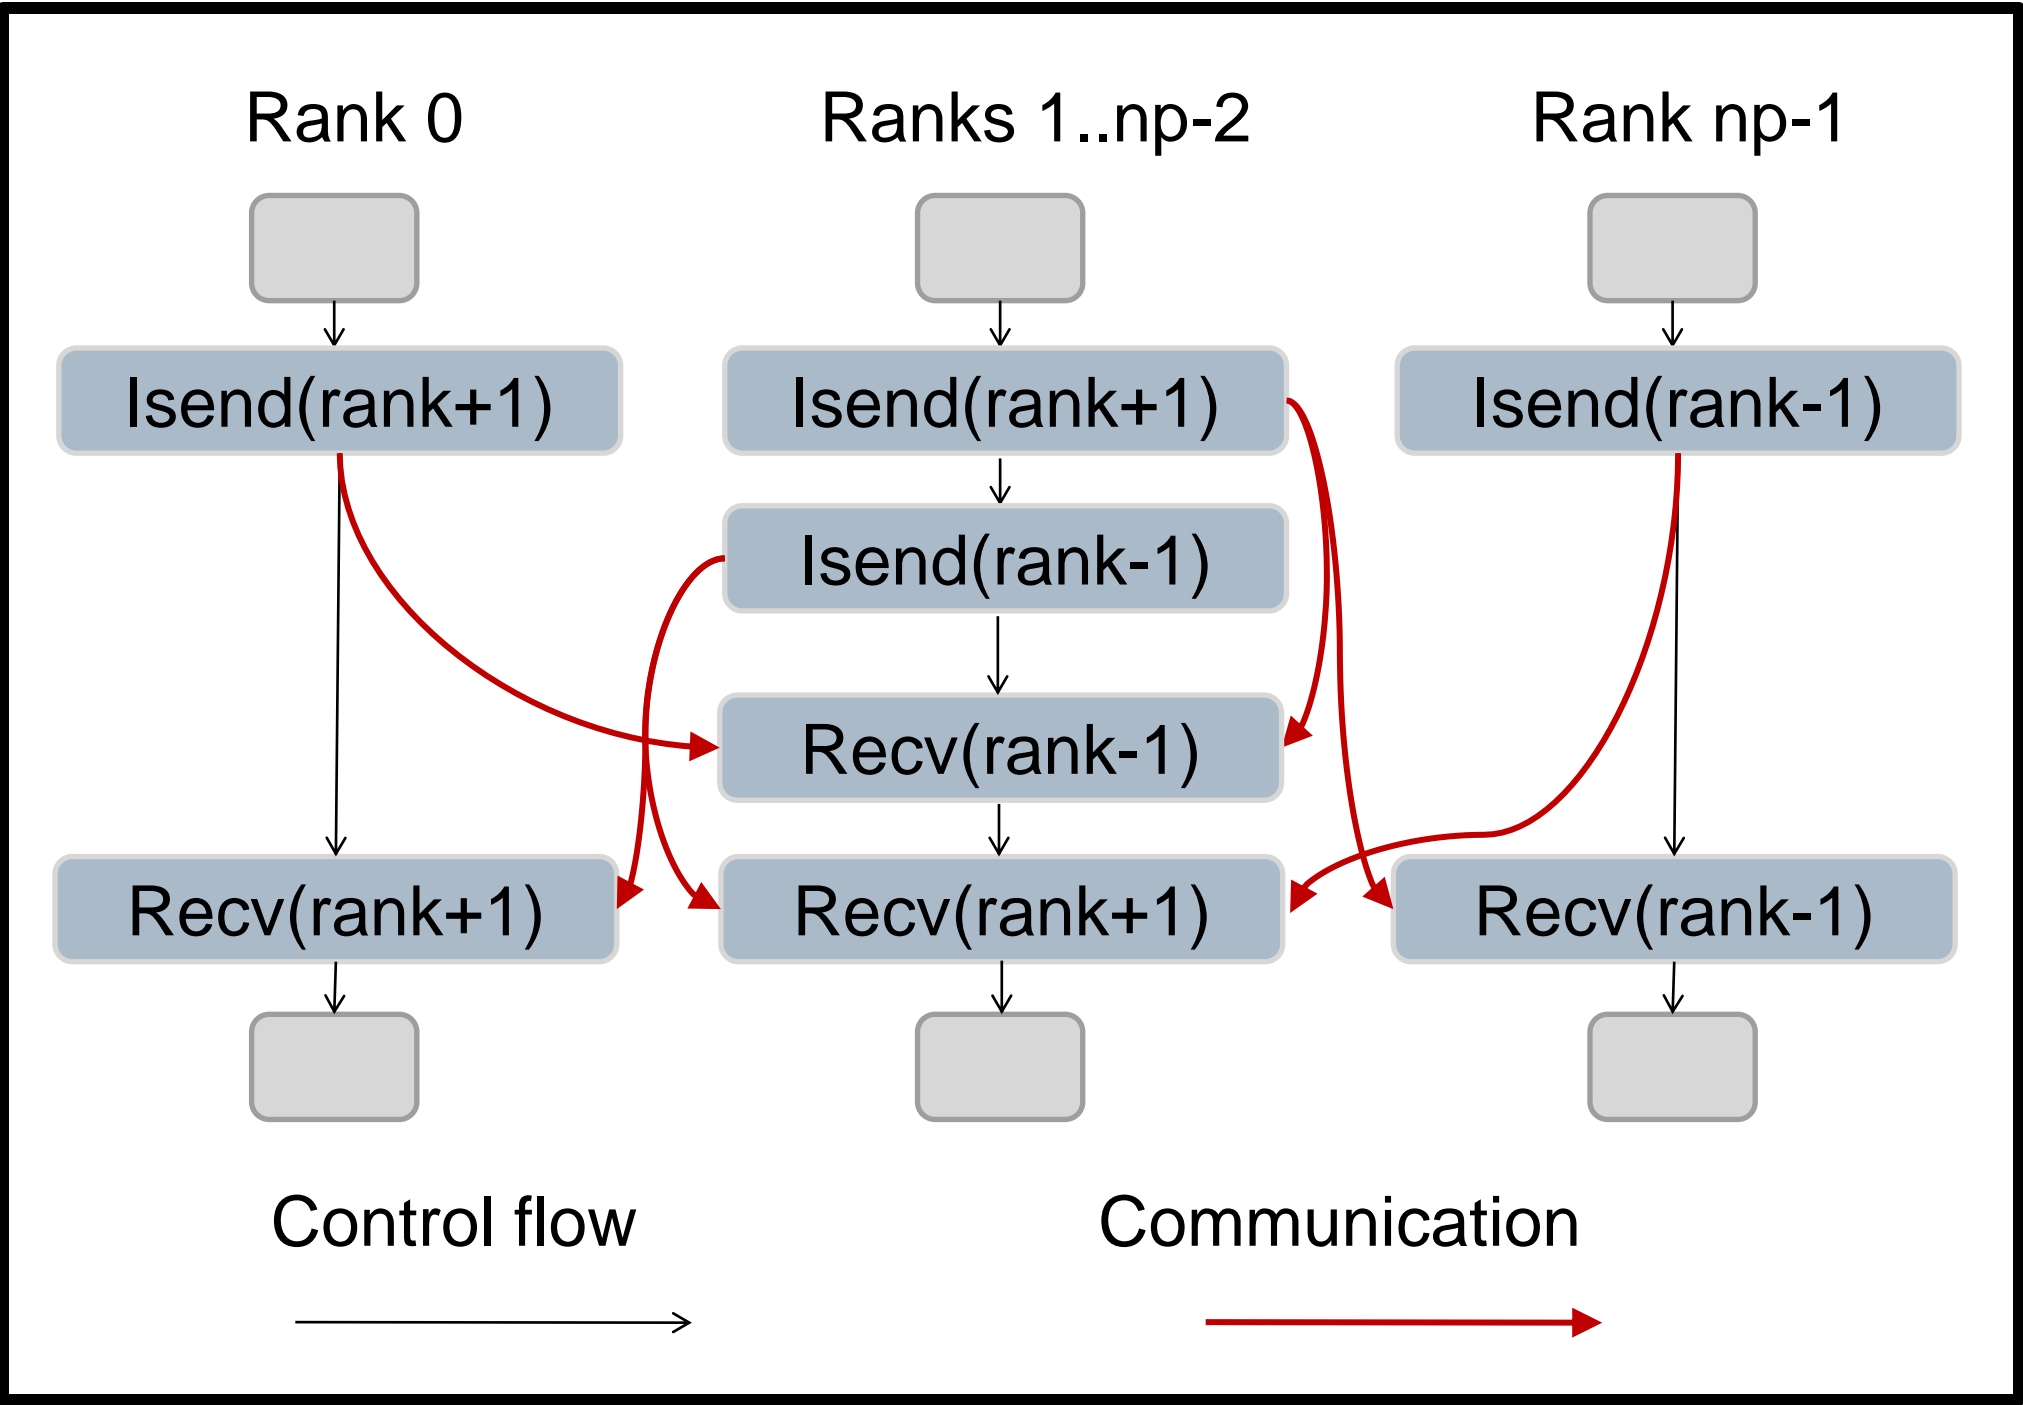 Rank 0
Ranks 1..np-2
Rank np-1
Isend(rank+1)
Isend(rank+1)
Isend(rank-1)
Isend(rank-1)
Recv(rank-1)
Recv(rank+1)
Recv(rank+1)
Recv(rank-1)
Control flow
Communication